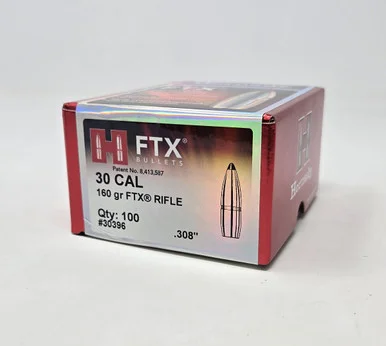 H FTX®
BULLETS
Patent No. 8,413,587
30 CAL
160 gr FTX® RIFLE
Qty: 100
#30396
.308"